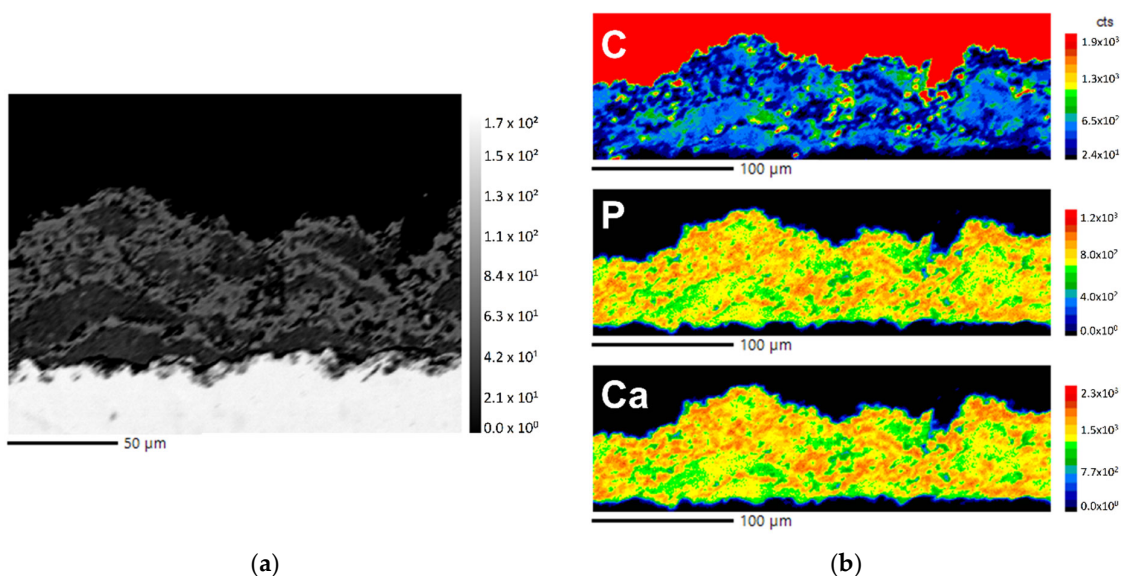 1.7 x 10²
1.5 x 10²
1.3 x 10²
1.1 x 10²
8.4 x 10¹
6.3 x 10¹
4.2 x 10¹
2.1 x 10¹
0.0 x 10⁰
50 µm
(a)
C
cts
1.9x10³
1.3x10³
6.5x10²
2.4x10¹
100 µm
P
1.2x10³
8.0x10²
4.0x10²
0.0x10⁰
100 µm
Ca
2.3x10³
1.5x10³
7.7x10²
0.0x10⁰
100 µm
(b)